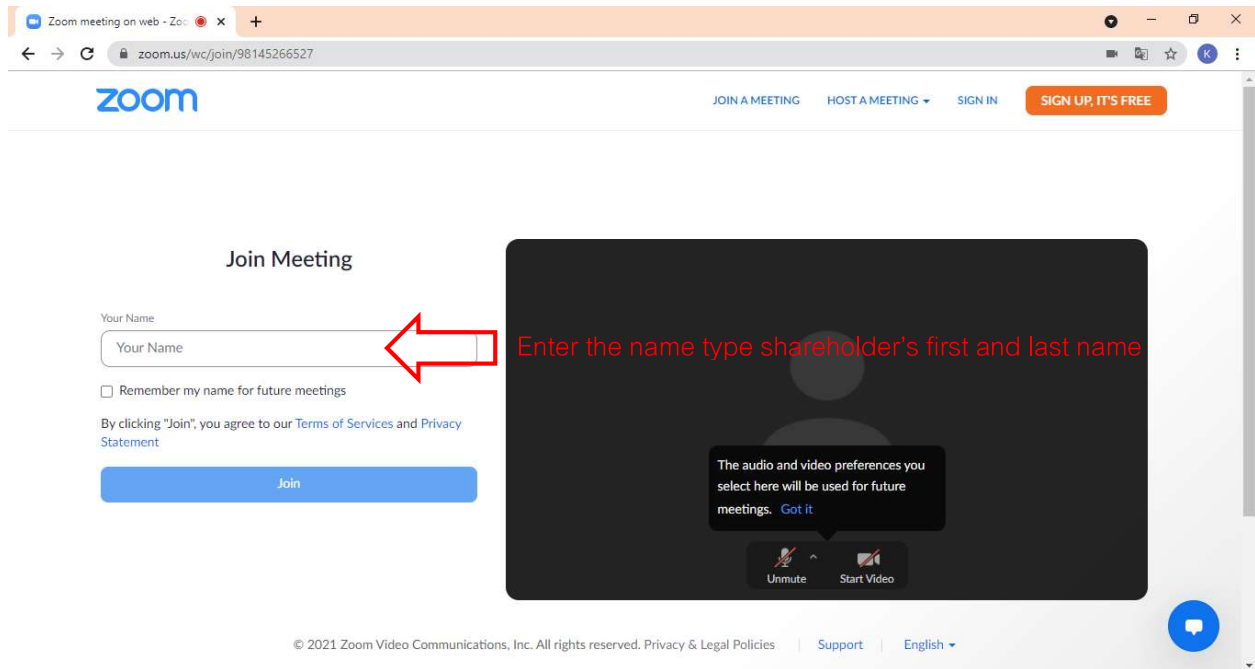 Zoom meeting on web - Zoo
zoom.us/wc/join/98145266527
K
zoom
JOIN A MEETING
HOST A MEETING
SIGN IN
SIGN UP, IT'S FREE
Join Meeting
Your Name
Your Name
Enter the name type shareholder's first and last name
Remember my name for future meetings
By clicking "Join", you agree to our Terms of Services and Privacy
Statement
Join
The audio and video preferences you
select here will be used for future
meetings. Got it
Unmute
Start Video
© 2021 Zoom Video Communications, Inc. All rights reserved. Privacy & Legal Policies
Support
English